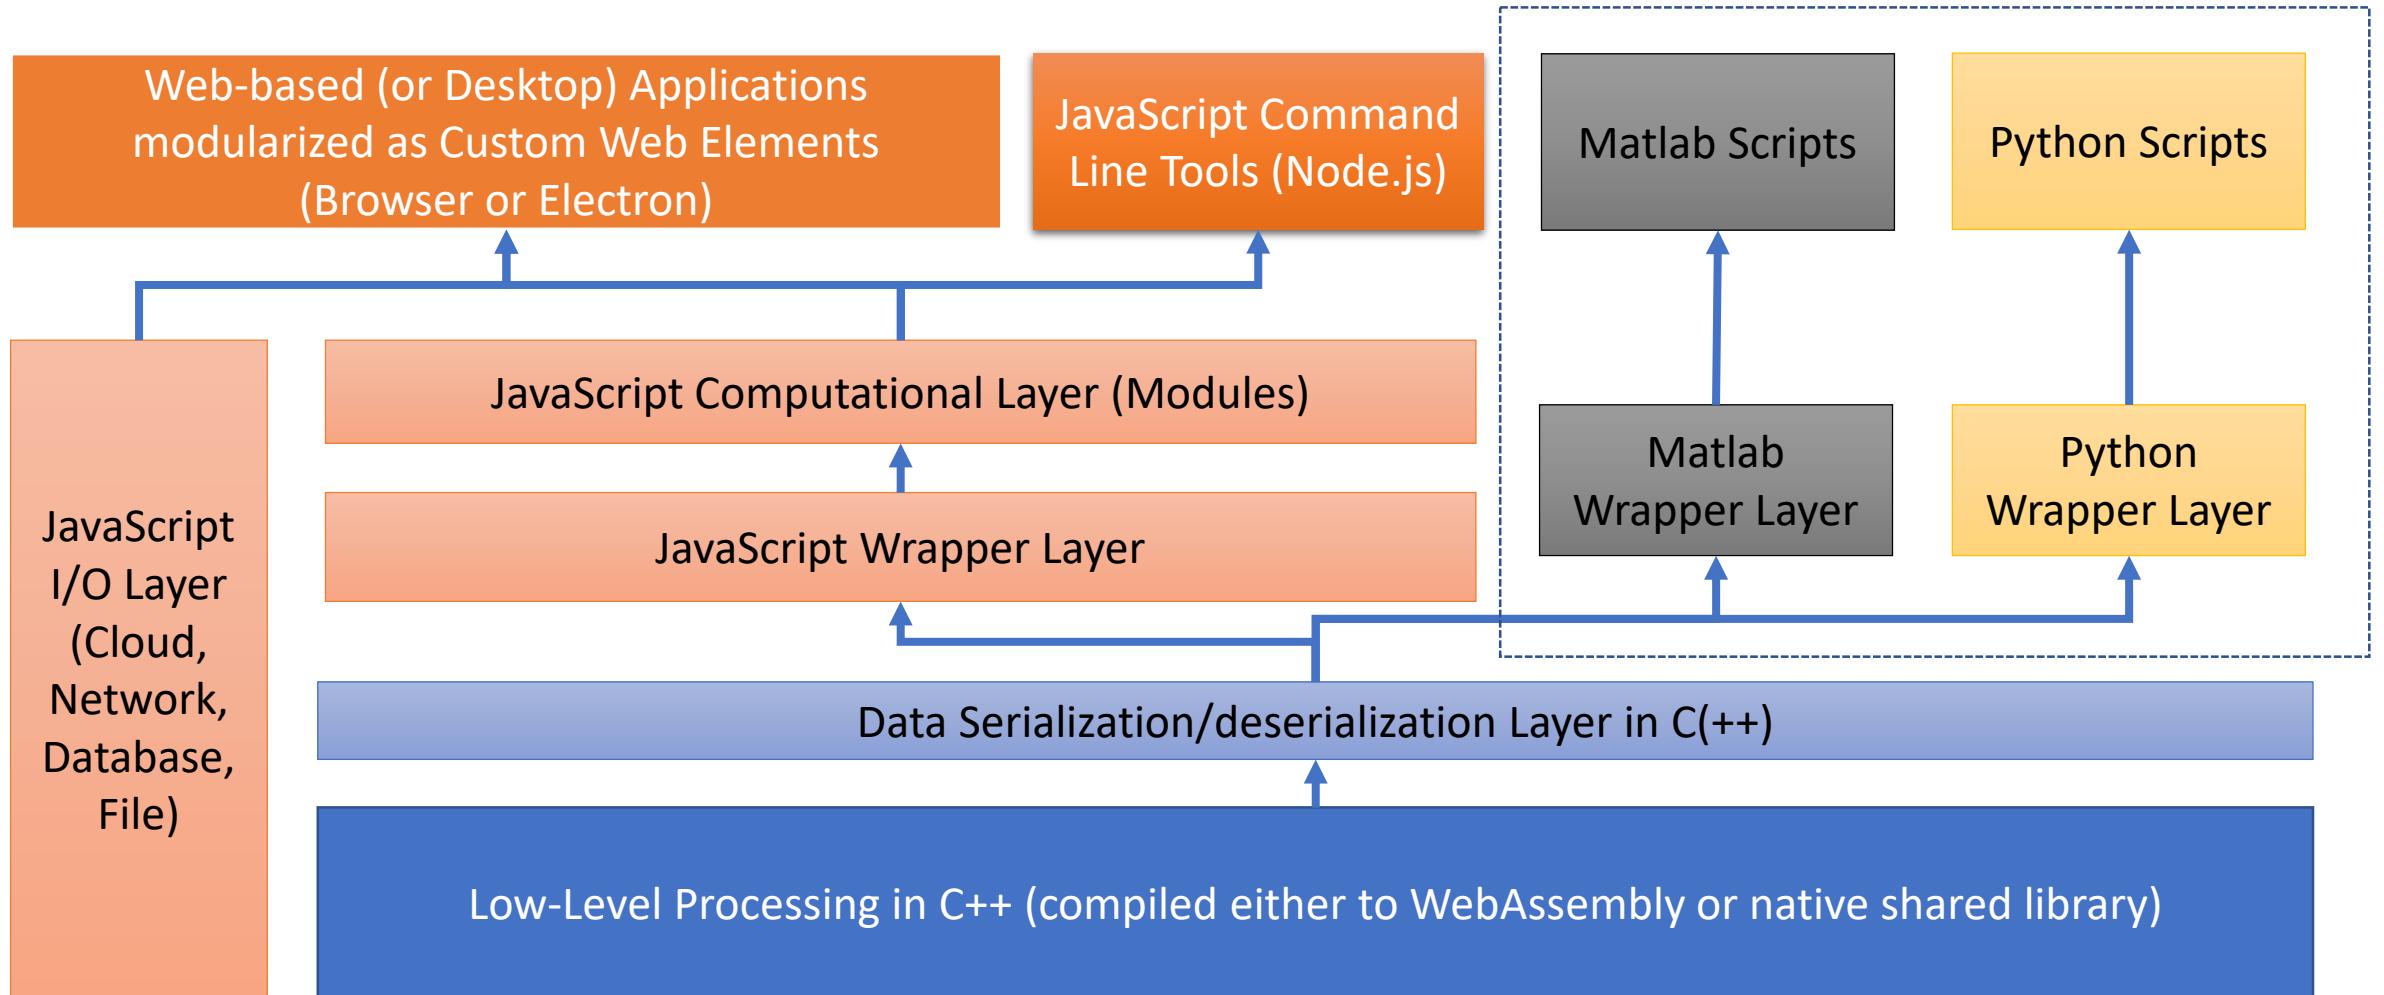 Web-based (or Desktop) Applications
modularized as Custom Web Elements
(Browser or Electron)
JavaScript Command
Line Tools (Node.js)
Matlab Scripts
Python Scripts
JavaScript Computational Layer (Modules)
Matlab
Wrapper Layer
Python
Wrapper Layer
JavaScript Wrapper Layer
JavaScript
I/O Layer
(Cloud,
Network,
Database,
File)
Data Serialization/deserialization Layer in C(++)
Low-Level Processing in C++ (compiled either to WebAssembly or native shared library)